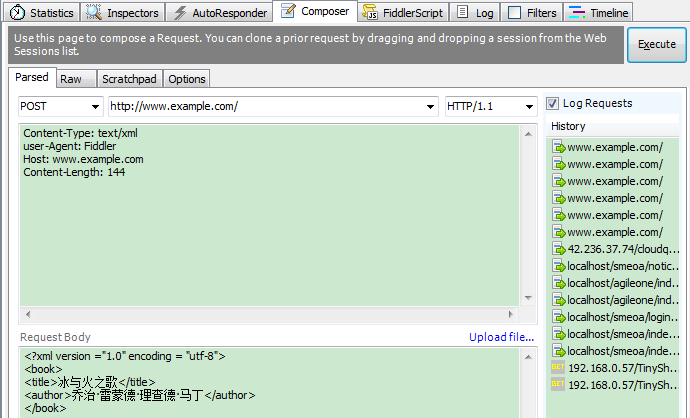 Statistics Inspectors AutoResponder Composer FiddlerScript Log Filters Timeline
Use this page to compose a Request. You can clone a prior request by dragging and dropping a session from the Web
Sessions list.
Execute
Parsed Raw Scratchpad Options
POST http://www.example.com/ HTTP/1.1
Content-Type: text/xml
user-Agent: Fiddler
Host: www.example.com
Content-Length: 144
Request Body Upload file...
<?xml version ="1.0" encoding = "utf-8">
<book>
<title>冰与火之歌</title>
<author>乔治·雷蒙德·理查德·马丁</author>
</book>
Log Requests
History
www.example.com/
www.example.com/
www.example.com/
www.example.com/
www.example.com/
www.example.com/
42.236.37.74/cloudq...
localhost/smeoa/notic...
localhost/agileone/ind...
localhost/agileone/ind...
localhost/smeoa/login...
localhost/smeoa/inde...
localhost/smeoa/inde...
GET 192.168.0.57/TinySh...
GET 192.168.0.57/TinySh...